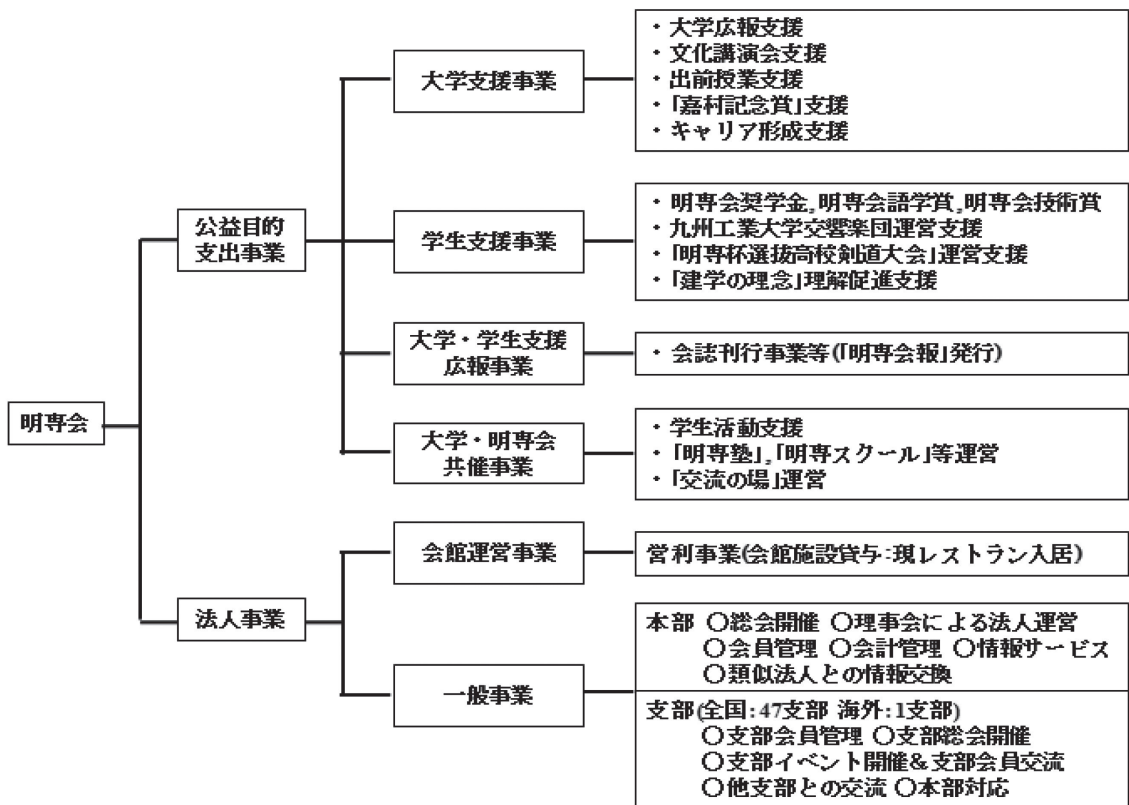 明専会
公益目的
支出事業
大学支援事業
・大学広報支援
・文化講演会支援
・出前授業支援
・「嘉村記念賞」支援
・キャリア形成支援
学生支援事業
・明専会奨学金,明専会語学賞,明専会技術賞
・九州工業大学交響楽団運営支援
・「明専杯選抜高校剣道大会」運営支援
・「建学の理念」理解促進支援
大学・学生支援
広報事業
・会誌刊行事業等(「明専会報」発行)
大学・明専会
共催事業
・学生活動支援
・「明専塾」,「明専スクール」等運営
・「交流の場」運営
法人事業
会館運営事業
営利事業(会館施設貸与:現レストラン入居)
一般事業
本部 〇総会開催 〇理事会による法人運営
〇会員管理 〇会計管理 〇情報サービス
〇類似法人との情報交換
支部(全国:47支部 海外:1支部)
〇支部会員管理 〇支部総会開催
〇支部イベント開催&支部会員交流
〇他支部との交流 〇本部対応